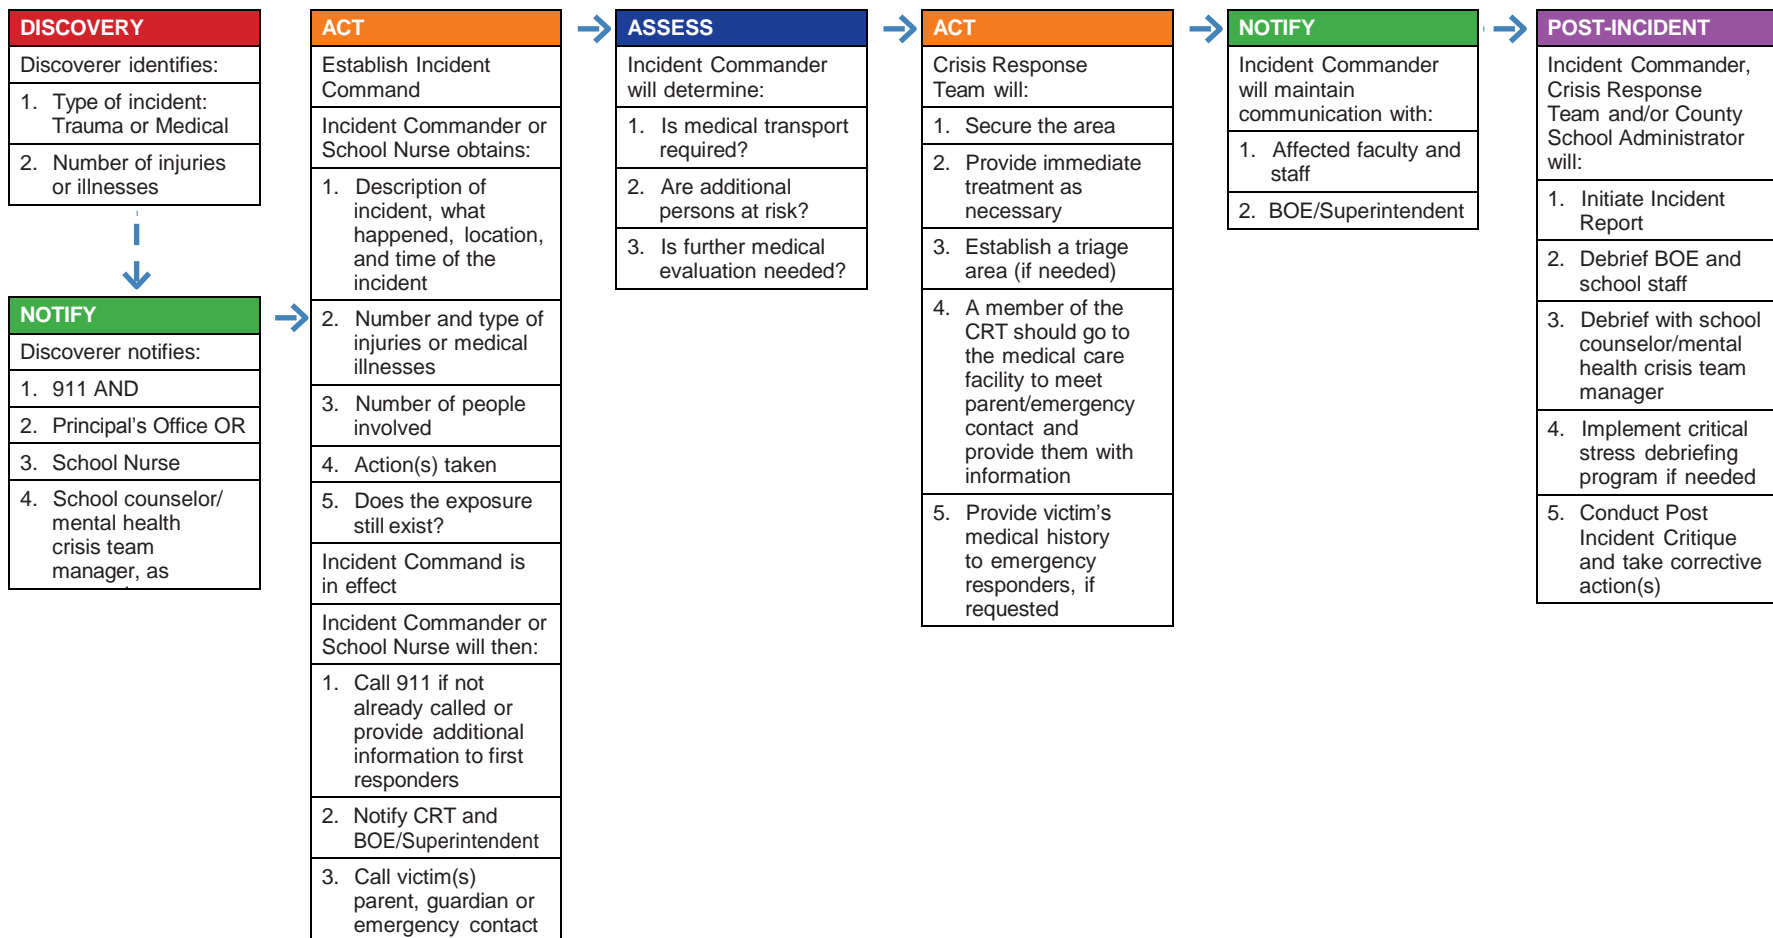 DISCOVERY
Discoverer identifies:
1. Type of incident:
Trauma or Medical
2. Number of injuries
or illnesses
NOTIFY
Discoverer notifies:
1. 911 AND
2. Principal's Office OR
3. School Nurse
4. School counselor/
mental health
crisis team
manager, as
ACT
Establish Incident
Command
Incident Commander or
School Nurse obtains:
1. Description of
incident, what
happened, location,
and time of the
incident
2. Number and type of
injuries or medical
illnesses
3. Number of people
involved
4. Action(s) taken
5. Does the exposure
still exist?
Incident Command is
in effect
Incident Commander or
School Nurse will then:
1. Call 911 if not
already called or
provide additional
information to first
responders
2. Notify CRT and
BOE/Superintendent
3. Call victim(s)
parent, guardian or
emergency contact
ASSESS
Incident Commander
will determine:
1. Is medical transport
required?
2. Are additional
persons at risk?
3. Is further medical
evaluation needed?
ACT
Crisis Response
Team will:
1. Secure the area
2. Provide immediate
treatment as
necessary
3. Establish a triage
area (if needed)
4. A member of the
CRT should go to
the medical care
facility to meet
parent/emergency
contact and
provide them with
information
5. Provide victim's
medical history
to emergency
responders, if
requested
NOTIFY
Incident Commander
will maintain
communication with:
1. Affected faculty and
staff
2. BOE/Superintendent
POST-INCIDENT
Incident Commander,
Crisis Response
Team and/or County
School Administrator
will:
1. Initiate Incident
Report
2. Debrief BOE and
school staff
3. Debrief with school
counselor/mental
health crisis team
manager
4. Implement critical
stress debriefing
program if needed
5. Conduct Post
Incident Critique
and take corrective
action(s)